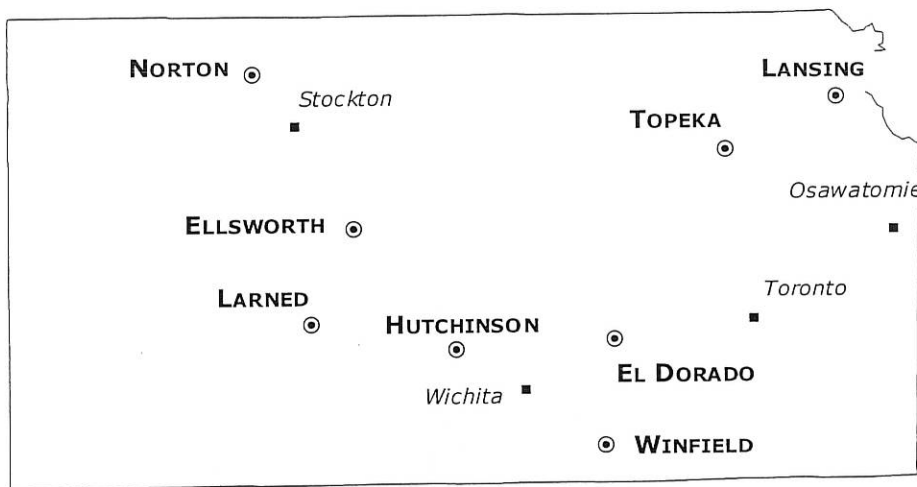 NORTON
Stockton
LANSING
TOPEKA
Osawatomie
ELLSWORTH
LARNED
Toronto
HUTCHINSON
EL DORADO
Wichita
WINFIELD